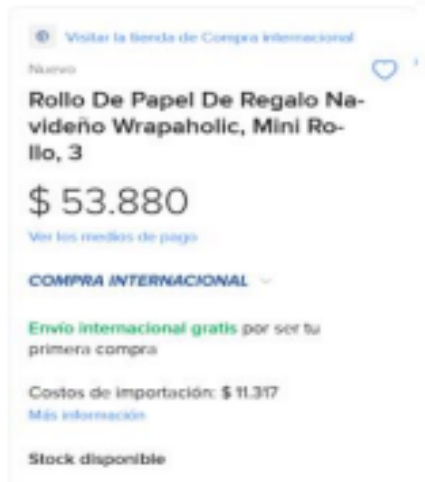 Visitar la tienda de Compra internacional
Nuevo
Rollo De Papel De Regalo Na-
videño Wrapaholic, Mini Ro-
llo, 3
$ 53.880
Ver los medios de pago
COMPRA INTERNACIONAL
Envío internacional gratis por ser tu
primera compra
Costos de importación: $ 11.317
Más información
Stock disponible